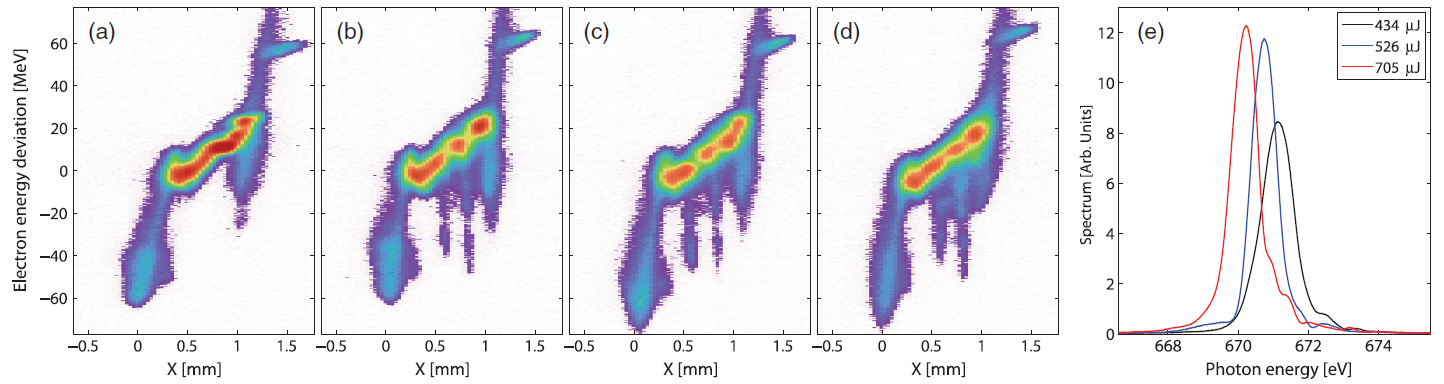 (a)
(b)
(c)
(d)
(e)
Electron energy deviation [MeV]
60
40
20
0
−20
−40
−60
−0.5 0 0.5 1 1.5
X [mm]
−0.5 0 0.5 1 1.5
X [mm]
−0.5 0 0.5 1 1.5
X [mm]
−0.5 0 0.5 1 1.5
X [mm]
434 µJ
526 µJ
705 µJ
Spectrum [Arb. Units]
12
10
8
6
4
2
0
668 670 672 674
Photon energy [eV]